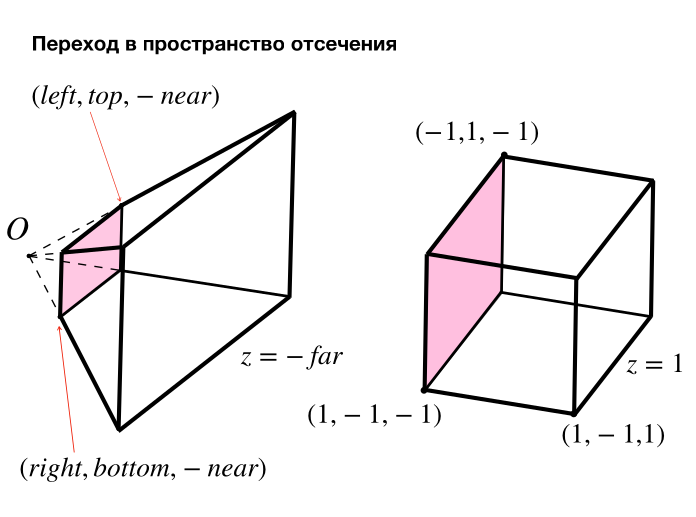 Переход в пространство отсечения
(left, top, − near)
(−1,1, − 1)
O
z = − far
z = 1
(1, − 1, − 1)
(1, − 1,1)
(right, bottom, − near)